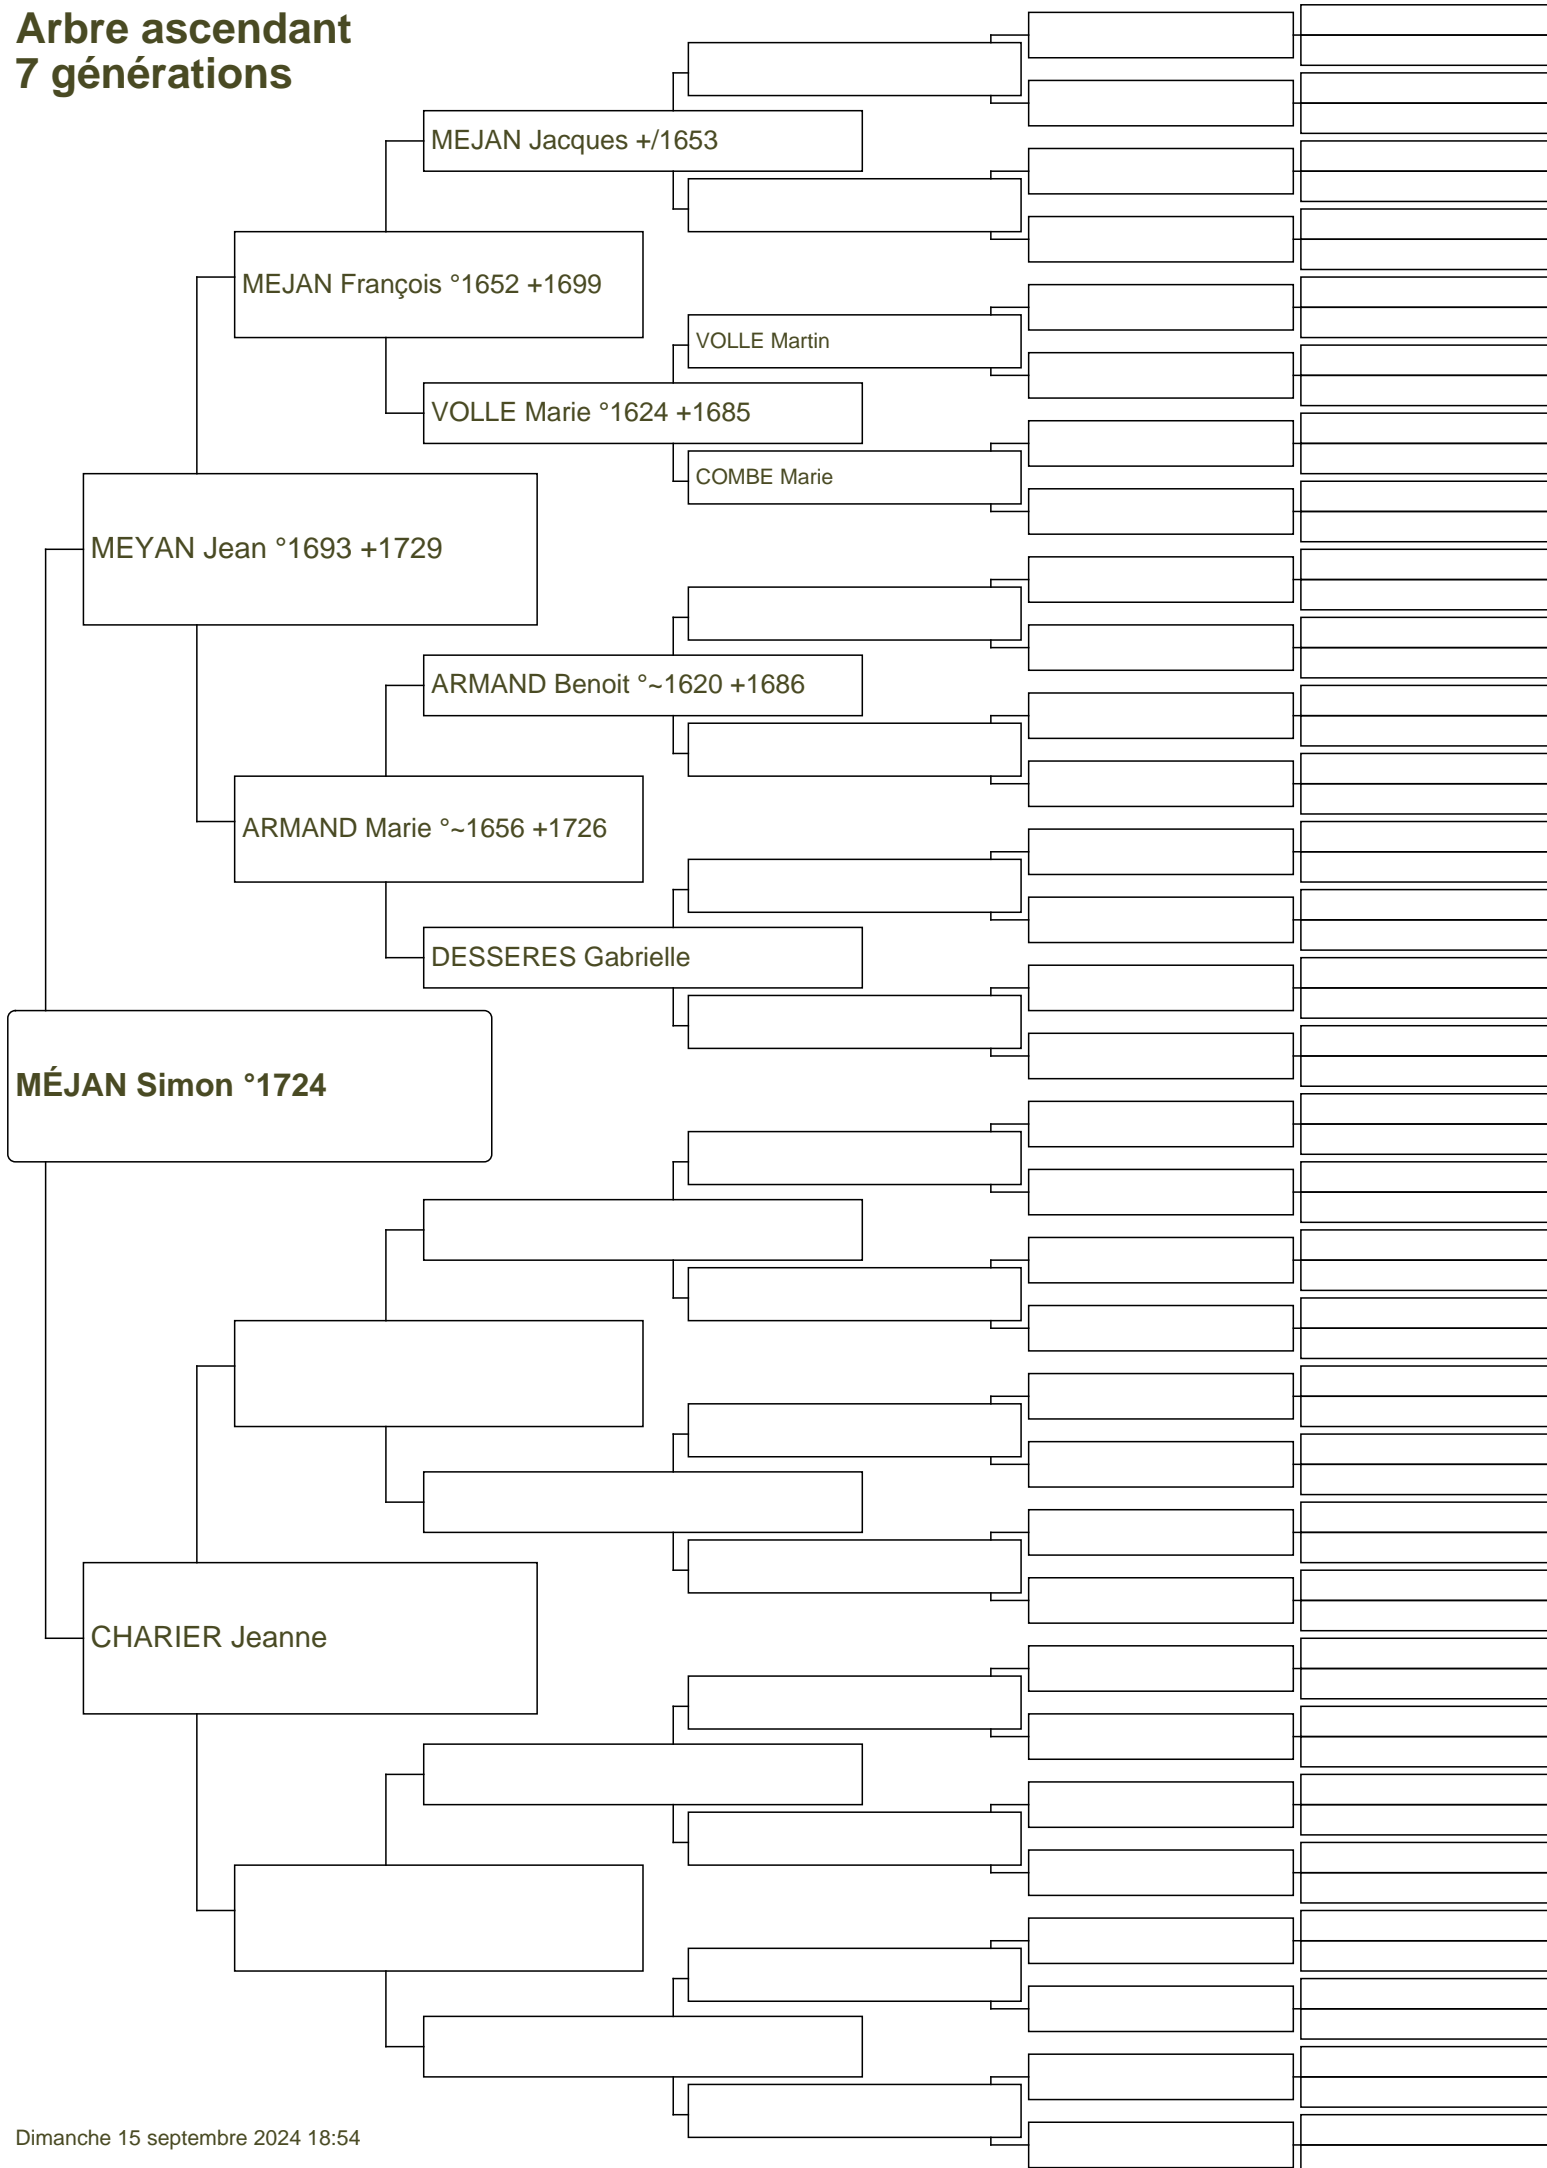 Arbre ascendant
7 générations
MEJAN Jacques +/1653
MEJAN François °1652 +1699
VOLLE Martin
VOLLE Marie °1624 +1685
COMBE Marie
MEYAN Jean °1693 +1729
ARMAND Benoit °~1620 +1686
ARMAND Marie °~1656 +1726
DESSERES Gabrielle
MÉJAN Simon °1724
CHARIER Jeanne
Dimanche 15 septembre 2024 18:54